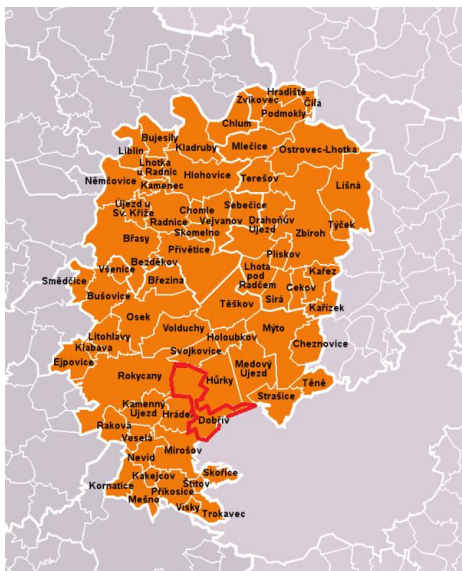 Hradiště
Zvíkovec
Čilá
Podmokly
Chlum
Bujesily
Kladruby
Mlečice
Liblín
Ostrovec-Lhotka
Lhotka
u Radnic
Hlohovice
Terešov
Němčovice
Kamenec
Líšná
Újezd u
Sv. Kříže
Chomle
Sebečice
Radnice
Vejvanov
Drahoňův
Újezd
Týček
Skomelno
Zbiroh
Břasy
Přívětice
Plískov
Bezděkov
Lhota
pod
Radčem
Kařez
Všenice
Smědčice
Březina
Cekov
Bušovice
Sirá
Kařízek
Těškov
Osek
Volduchy
Mýto
Litohlavy
Holoubkov
Cheznovice
Klabava
Svojkovice
Ejpovice
Medový
Újezd
Rokycany
Hůrky
Těně
Strašice
Kamenný
Újezd
Hrádek
Dobřív
Raková
Veselá
Mirošov
Nevid
Skořice
Kakejcov
Štítov
Kornatice
Příkosice
Mešno
Vísky
Trokavec